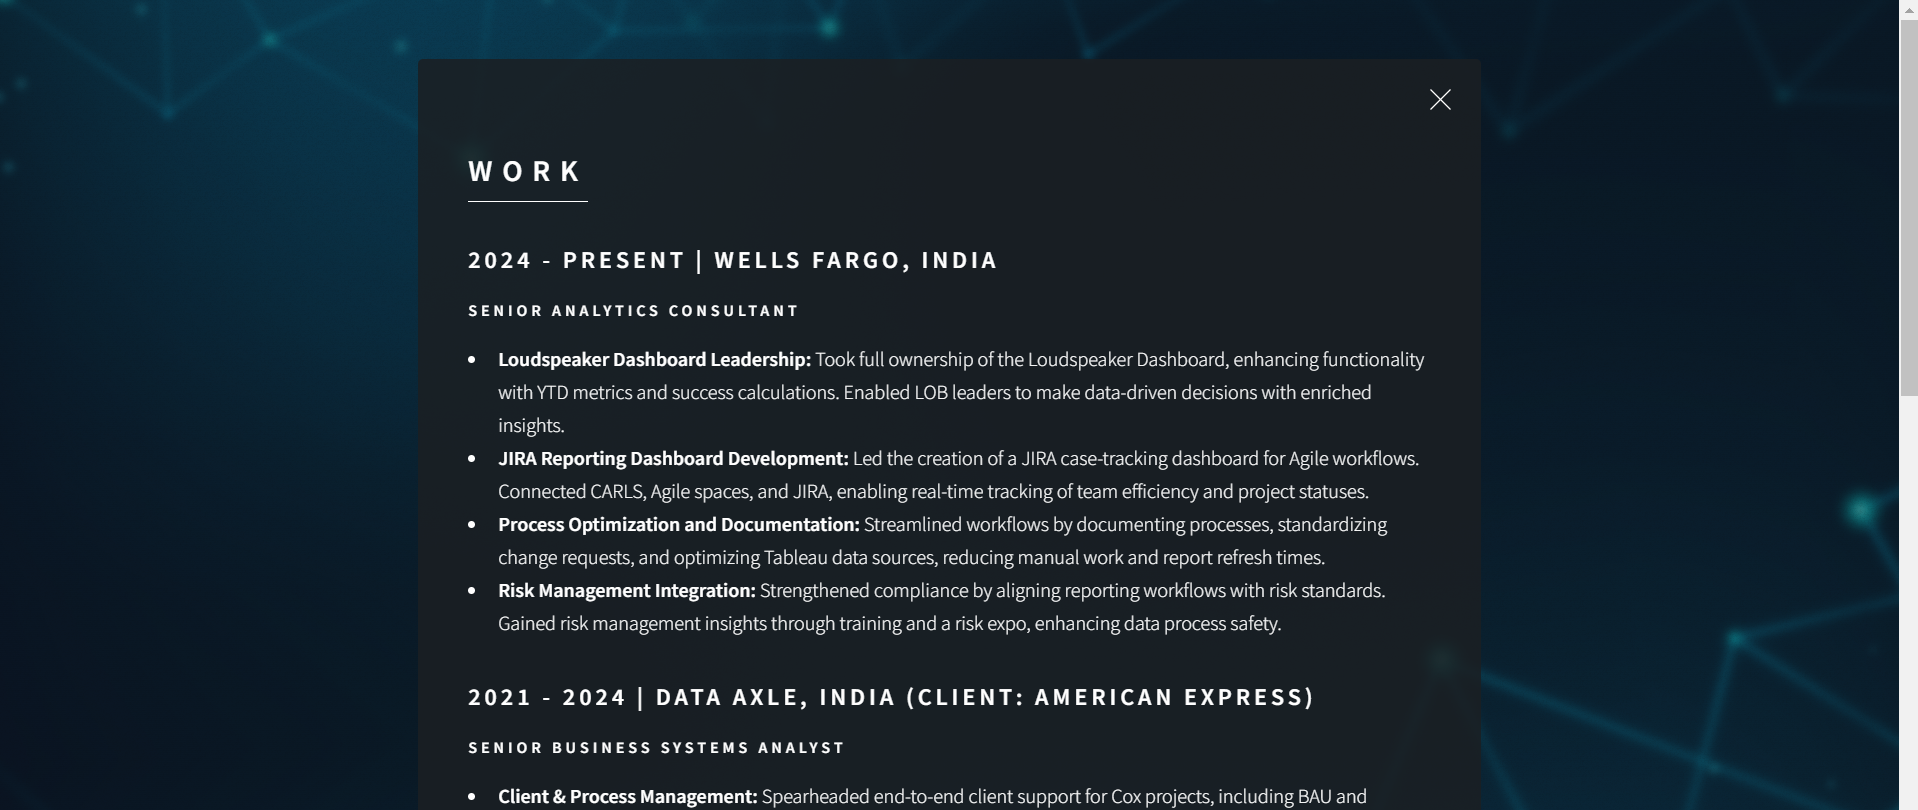 WORK
2024 - PRESENT | WELLS FARGO, INDIA
SENIOR ANALYTICS CONSULTANT
• Loudspeaker Dashboard Leadership: Took full ownership of the Loudspeaker Dashboard, enhancing functionality
with YTD metrics and success calculations. Enabled LOB leaders to make data-driven decisions with enriched
insights.
• JIRA Reporting Dashboard Development: Led the creation of a JIRA case-tracking dashboard for Agile workflows.
Connected CARLS, Agile spaces, and JIRA, enabling real-time tracking of team efficiency and project statuses.
• Process Optimization and Documentation: Streamlined workflows by documenting processes, standardizing
change requests, and optimizing Tableau data sources, reducing manual work and report refresh times.
• Risk Management Integration: Strengthened compliance by aligning reporting workflows with risk standards.
Gained risk management insights through training and a risk expo, enhancing data process safety.
2021 - 2024 | DATA AXLE, INDIA (CLIENT: AMERICAN EXPRESS)
SENIOR BUSINESS SYSTEMS ANALYST
• Client & Process Management: Spearheaded end-to-end client support for Cox projects, including BAU and